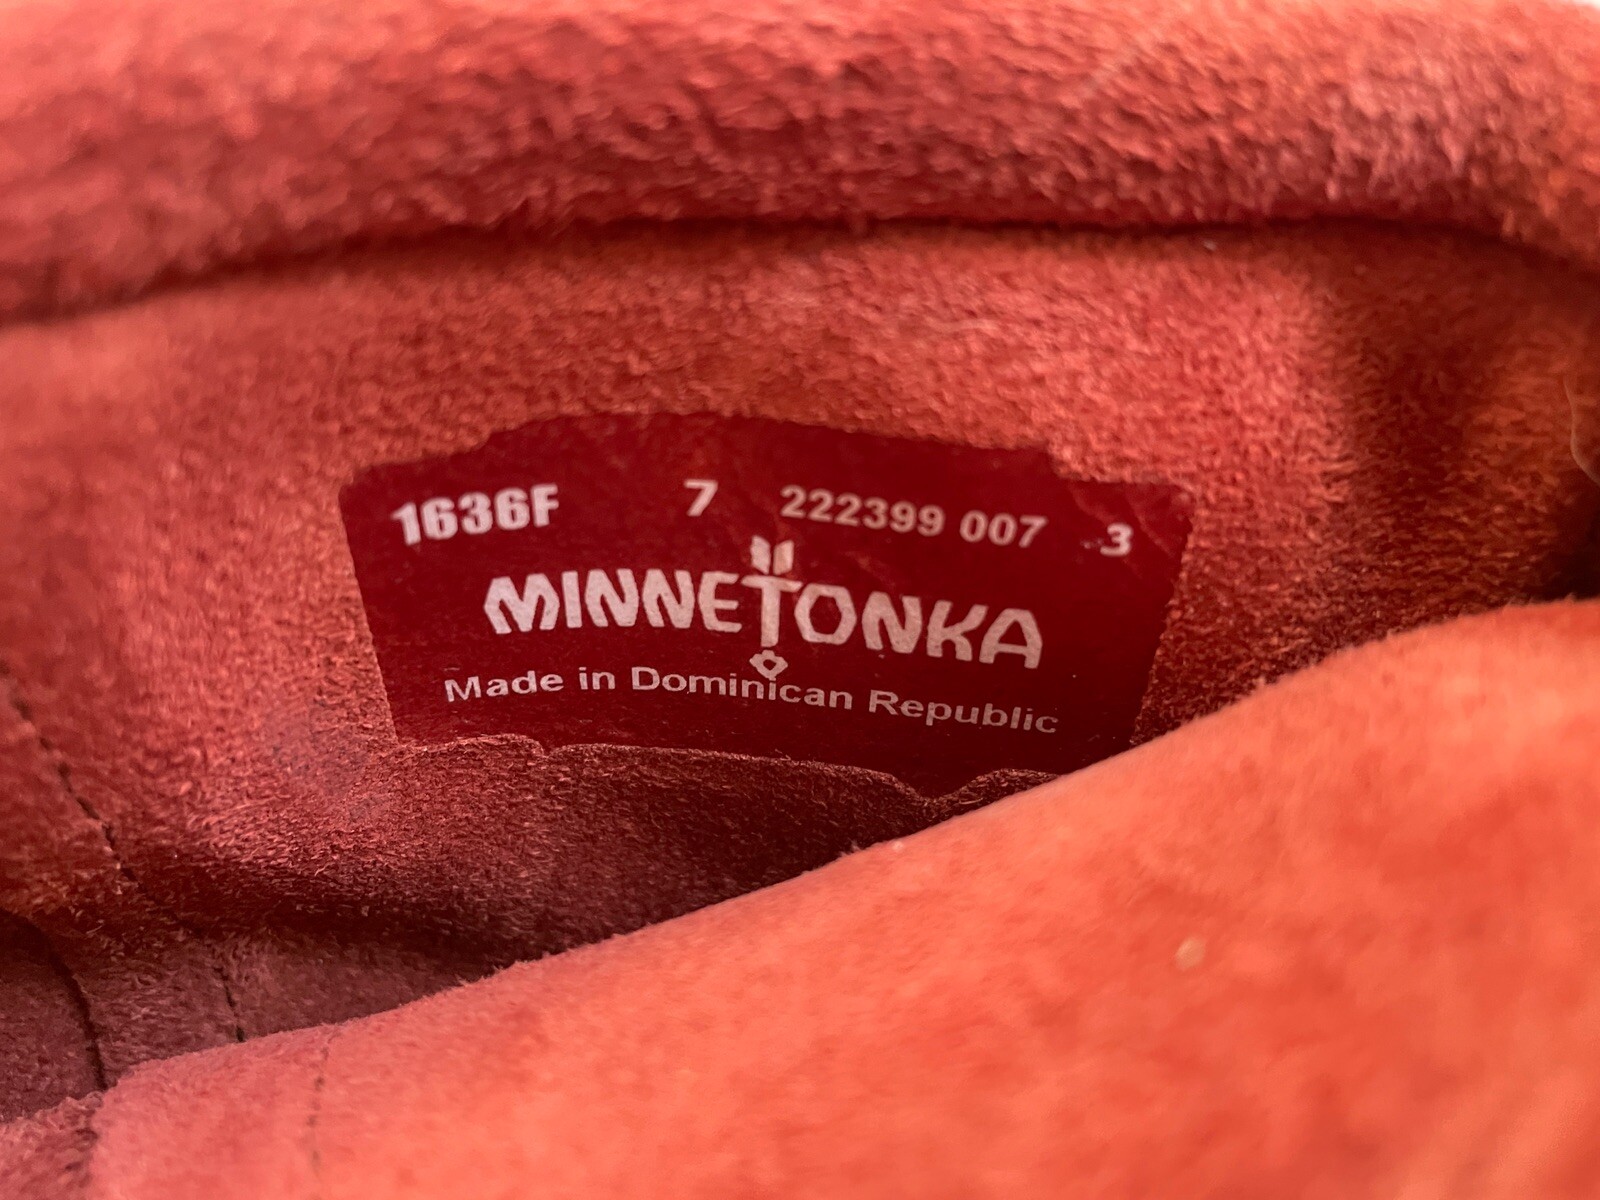 1636F 7 222399 007 3
MINNETONKA
Made in Dominican Republic